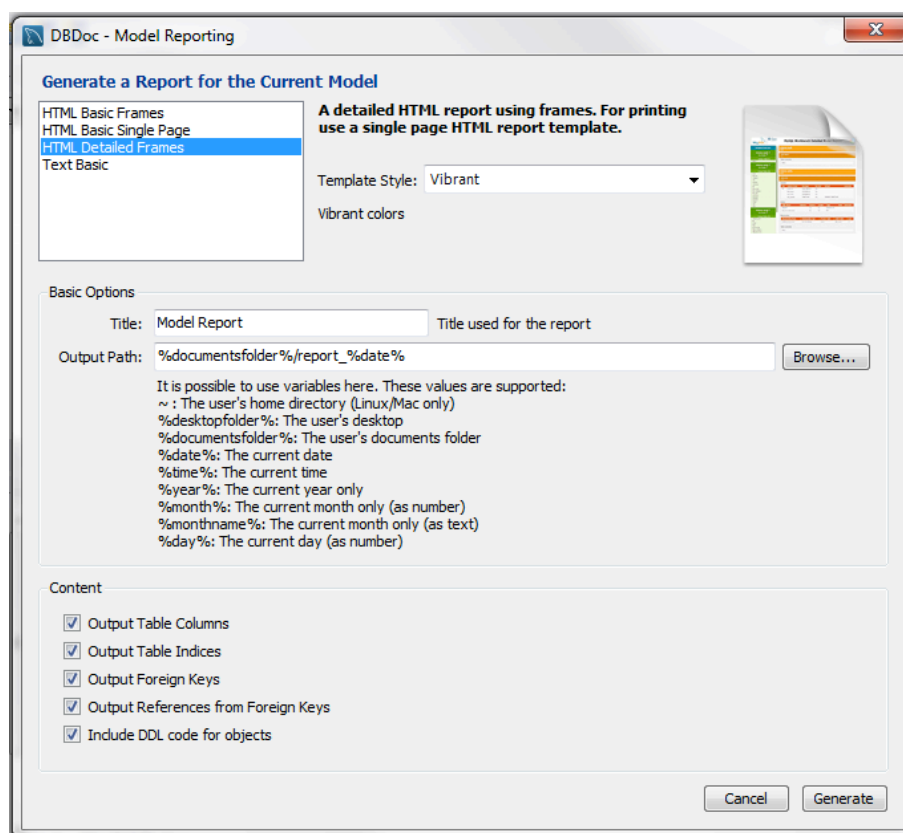 DBDoc - Model Reporting
Generate a Report for the Current Model
HTML Basic Frames
HTML Basic Single Page
HTML Detailed Frames
Text Basic
A detailed HTML report using frames. For printing
use a single page HTML report template.
Template Style: Vibrant
Vibrant colors
Basic Options
Title: Model Report Title used for the report
Output Path: %documentsfolder%/report_%date% Browse...
It is possible to use variables here. These values are supported:
~ : The user's home directory (Linux/Mac only)
%desktopfolder%: The user's desktop
%documentsfolder%: The user's documents folder
%date%: The current date
%time%: The current time
%year%: The current year only
%month%: The current month only (as number)
%monthname%: The current month only (as text)
%day%: The current day (as number)
Content
Output Table Columns
Output Table Indices
Output Foreign Keys
Output References from Foreign Keys
Include DDL code for objects
Cancel Generate